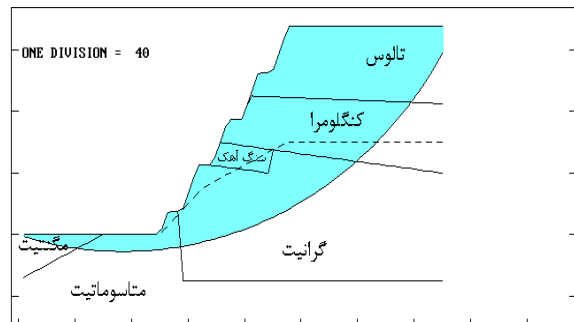 ONE DIVISION = 40
تالوس
کنگلومرا
سنگ آهک
مگنتیت
گرانیت
متاسوماتیت